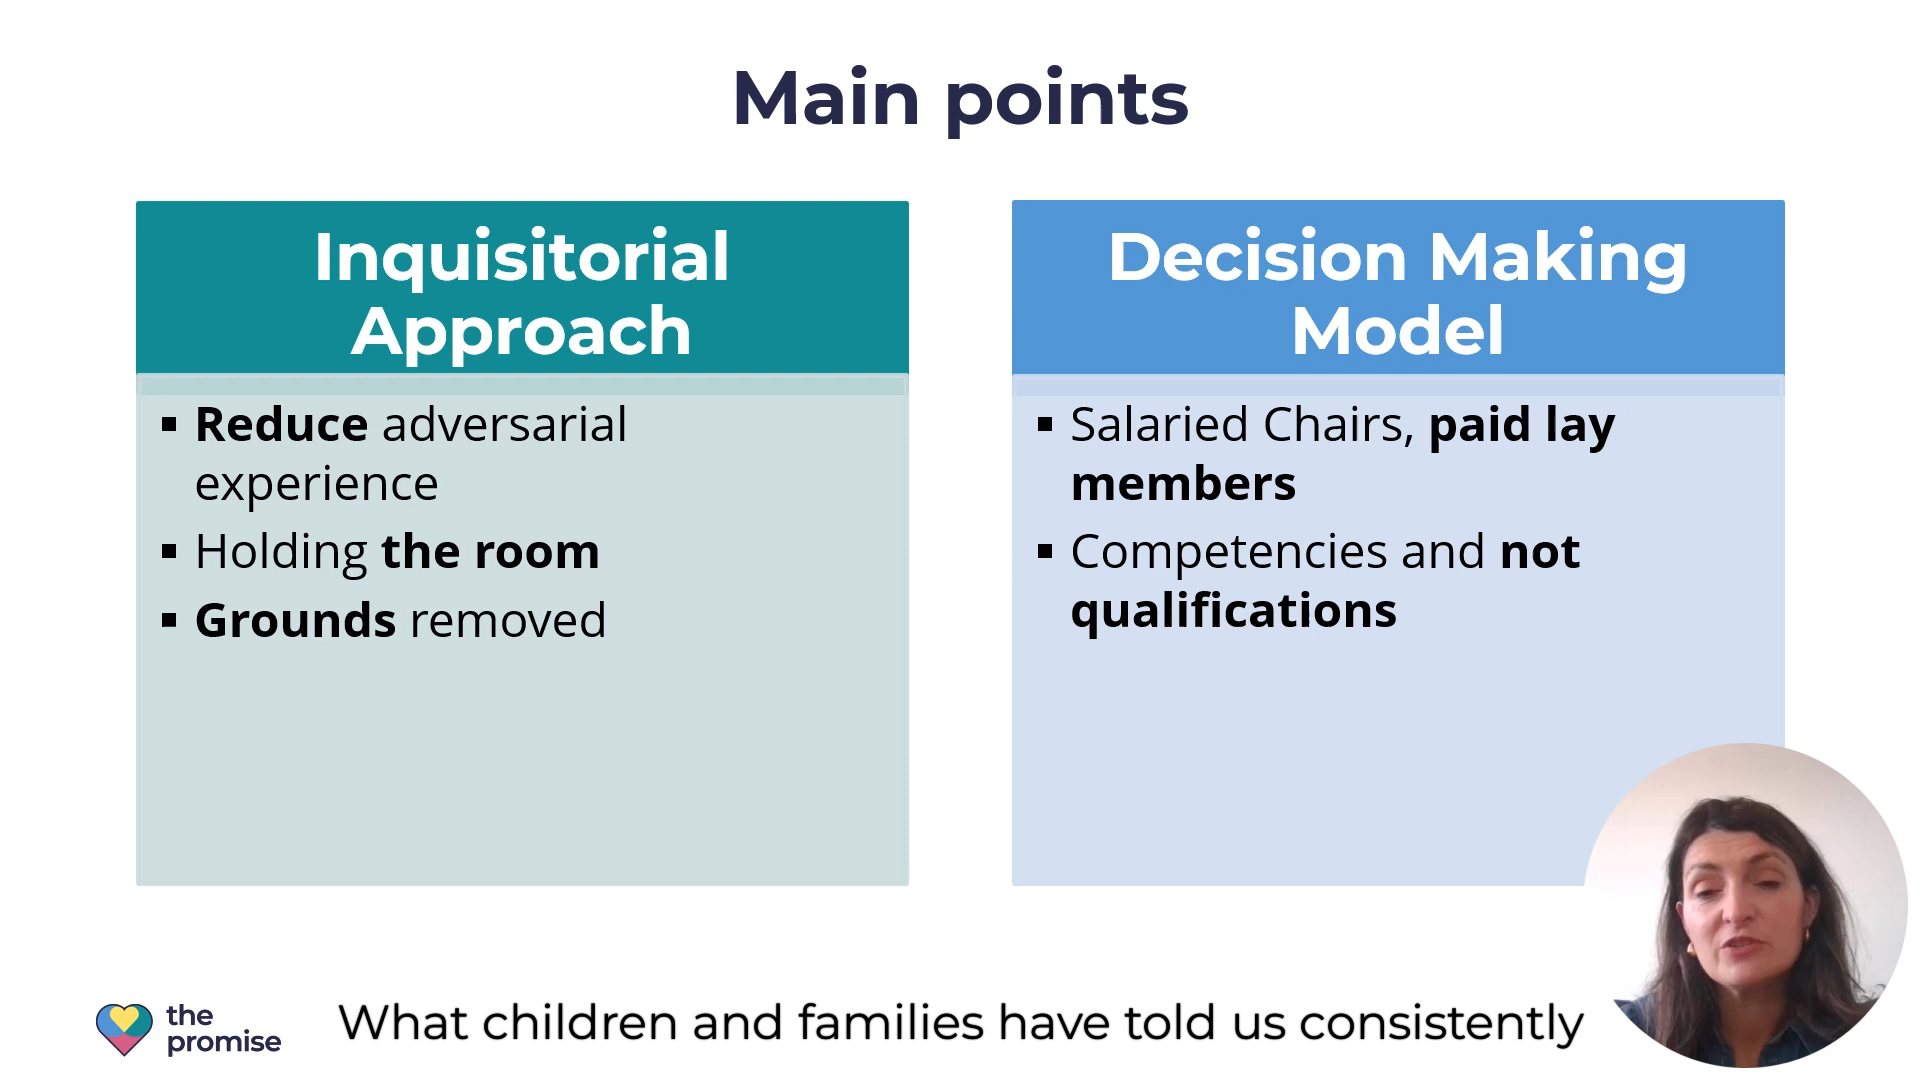 Main points
Inquisitorial
Approach
▪ Reduce adversarial
experience
▪ Holding the room
▪ Grounds removed
Decision Making
Model
▪ Salaried Chairs, paid lay
members
▪ Competencies and not
qualifications
the
promise
What children and families have told us consistently